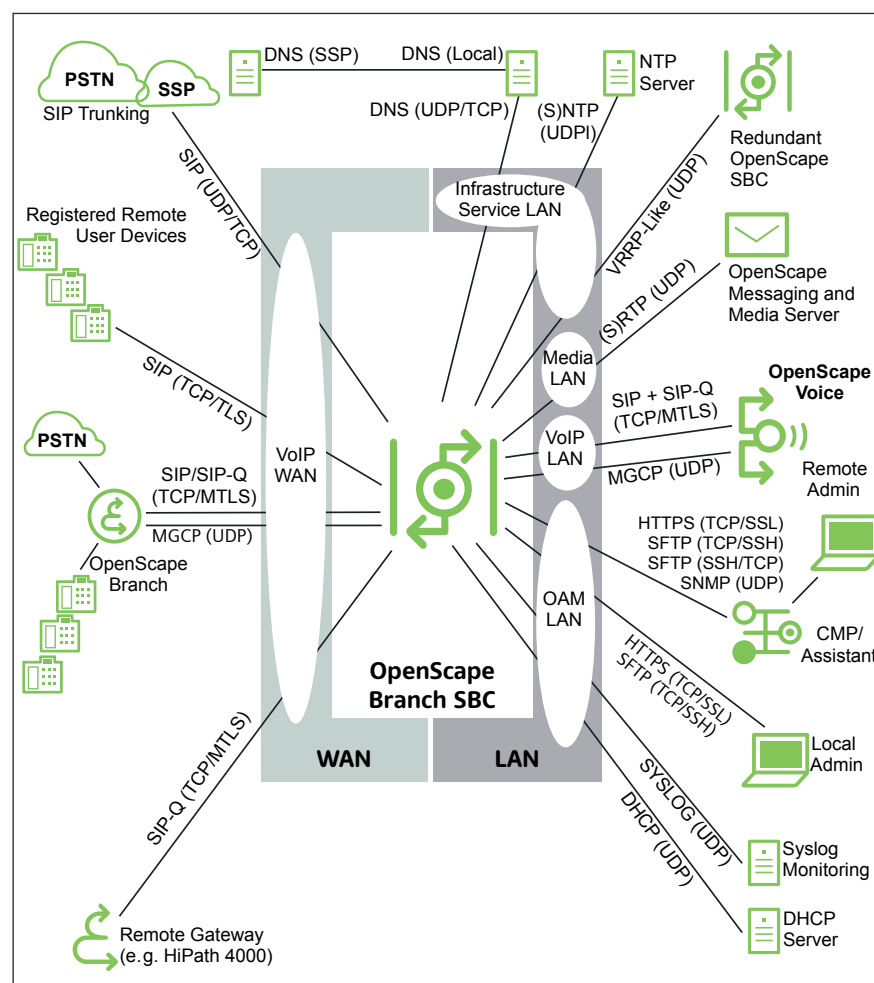 PSTN
SSP
SIP Trunking
DNS (SSP)
DNS (Local)
DNS (UDP/TCP)
(S)NTP
(UDPI)
NTP
Server
Redundant
OpenScape
SBC
SIP (UDP/TCP)
Infrastructure
Service LAN
VRRP-Like (UDP)
Registered Remote
User Devices
OpenScape
Messaging and
Media Server
(S)RTP (UDP)
Media
LAN
SIP (TCP/TLS)
OpenScape
Voice
SIP + SIP-Q
(TCP/MTLS)
PSTN
VoIP
WAN
VoIP
LAN
MGCP (UDP)
SIP/SIP-Q
(TCP/MTLS)
MGCP (UDP)
Remote
Admin
HTTPS (TCP/SSL)
SFTP (TCP/SSH)
SFTP (SSH/TCP)
SNMP (UDP)
OpenScape
Branch
OAM
LAN
CMP/
Assistant
HTTPS (TCP/SSL)
SFTP (TCP/SSH)
OpenScape
Branch SBC
WAN
LAN
Local
Admin
SIP-Q (TCP/MTLS)
SYSLOG (UDP)
DHCP (UDP)
Syslog
Monitoring
Remote Gateway
(e.g. HiPath 4000)
DHCP
Server